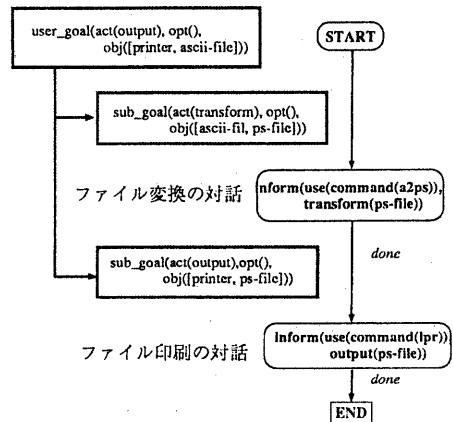 user_goal(act(output), opt(),
obj([printer, ascii-file]))
START
sub_goal(act(transform), opt(),
obj([ascii-fil, ps-file]))
ファイル変換の対話
nform(use(command(a2ps)),
transform(ps-file))
done
sub_goal(act(output),opt(),
obj([printer, ps-file]))
ファイル印刷の対話
inform(use(command(lpr))
output(ps-file))
done
END